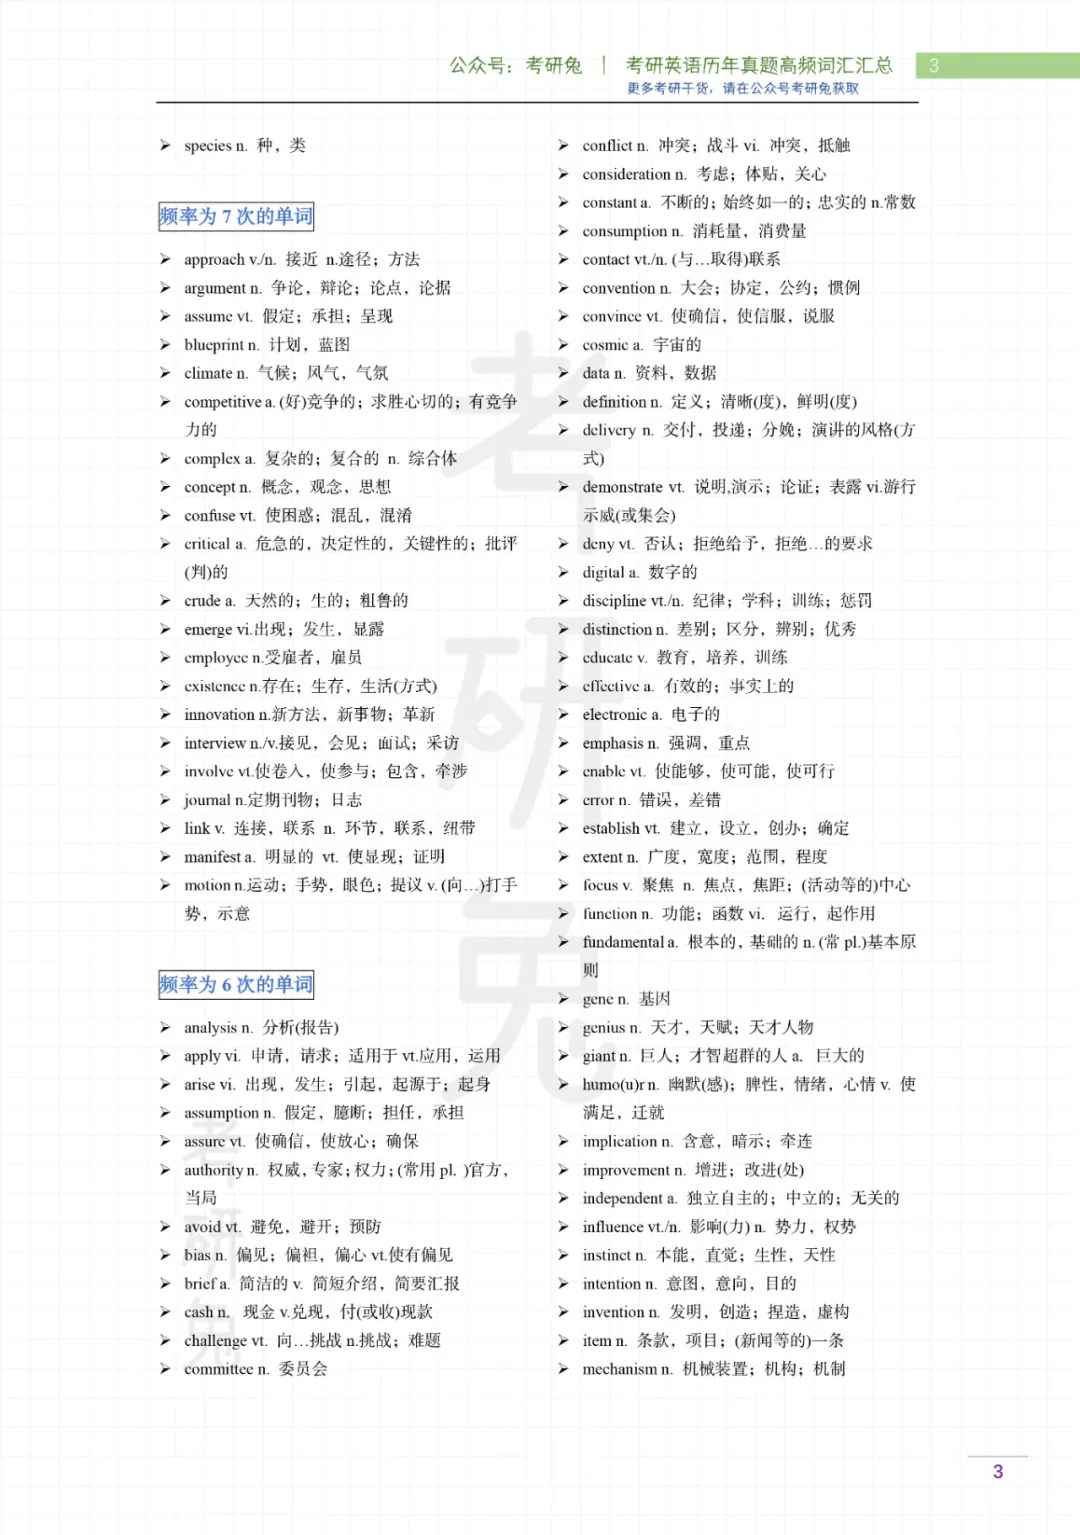 公众号：考研兔 | 考研英语历年真题高频词汇汇总 3
更多考研干货，请在公众号考研兔获取
➢ species n. 种，类
频率为 7 次的单词
➢ approach v./n. 接近 n.途径；方法
➢ argument n. 争论，辩论；论点，论据
➢ assume vt. 假定；承担；呈现
➢ blueprint n. 计划，蓝图
➢ climate n. 气候；风气，气氛
➢ competitive a. (好)竞争的；求胜心切的；有竞争
力的
➢ complex a. 复杂的；复合的 n. 综合体
➢ concept n. 概念，观念，思想
➢ confuse vt. 使困惑；混乱，混淆
➢ critical a. 危急的，决定性的，关键性的；批评
(判)的
➢ crude a. 天然的；生的；粗鲁的
➢ emerge vi.出现；发生，显露
➢ employee n.受雇者，雇员
➢ existence n.存在；生存，生活(方式)
➢ innovation n.新方法，新事物；革新
➢ interview n./v.接见，会见；面试；采访
➢ involve vt.使卷入，使参与；包含，牵涉
➢ journal n.定期刊物；日志
➢ link v. 连接，联系 n. 环节，联系，纽带
➢ manifest a. 明显的 vt. 使显现；证明
➢ motion n.运动；手势，眼色；提议 v. (向…)打手
势，示意
频率为 6 次的单词
➢ analysis n. 分析(报告)
➢ apply vi. 申请，请求；适用于 vt.应用，运用
➢ arise vi. 出现，发生；引起，起源于；起身
➢ assumption n. 假定，臆断；担任，承担
➢ assure vt. 使确信，使放心；确保
➢ authority n. 权威，专家；权力；(常用 pl. )官方，
当局
➢ avoid vt. 避免，避开；预防
➢ bias n. 偏见；偏袒，偏心 vt.使有偏见
➢ brief a. 简洁的 v. 简短介绍，简要汇报
➢ cash n. 现金 v.兑现，付(或收)现款
➢ challenge vt. 向…挑战 n.挑战；难题
➢ committee n. 委员会
➢ conflict n. 冲突；战斗 vi. 冲突，抵触
➢ consideration n. 考虑；体贴，关心
➢ constant a. 不断的；始终如一的；忠实的 n.常数
➢ consumption n. 消耗量，消费量
➢ contact vt./n. (与…取得)联系
➢ convention n. 大会；协定，公约；惯例
➢ convince vt. 使确信，使信服，说服
➢ cosmic a. 宇宙的
➢ data n. 资料，数据
➢ definition n. 定义；清晰(度)，鲜明(度)
➢ delivery n. 交付，投递；分娩；演讲的风格(方
式)
➢ demonstrate vt. 说明,演示；论证；表露 vi.游行
示威(或集会)
➢ deny vt. 否认；拒绝给予，拒绝…的要求
➢ digital a. 数字的
➢ discipline vt./n. 纪律；学科；训练；惩罚
➢ distinction n. 差别；区分，辨别；优秀
➢ educate v. 教育，培养，训练
➢ effective a. 有效的；事实上的
➢ electronic a. 电子的
➢ emphasis n. 强调，重点
➢ enable vt. 使能够，使可能，使可行
➢ error n. 错误，差错
➢ establish vt. 建立，设立，创办；确定
➢ extent n. 广度，宽度；范围，程度
➢ focus v. 聚焦 n. 焦点，焦距；(活动等的)中心
➢ function n. 功能；函数 vi. 运行，起作用
➢ fundamental a. 根本的，基础的 n. (常 pl.)基本原
则
➢ gene n. 基因
➢ genius n. 天才，天赋；天才人物
➢ giant n. 巨人；才智超群的人 a. 巨大的
➢ humo(u)r n. 幽默(感)；脾性，情绪，心情 v. 使
满足，迁就
➢ implication n. 含意，暗示；牵连
➢ improvement n. 增进；改进(处)
➢ independent a. 独立自主的；中立的；无关的
➢ influence vt./n. 影响(力) n. 势力，权势
➢ instinct n. 本能，直觉；生性，天性
➢ intention n. 意图，意向，目的
➢ invention n. 发明，创造；捏造，虚构
➢ item n. 条款，项目；(新闻等的)一条
➢ mechanism n. 机械装置；机构；机制
考研兔
考研兔
3